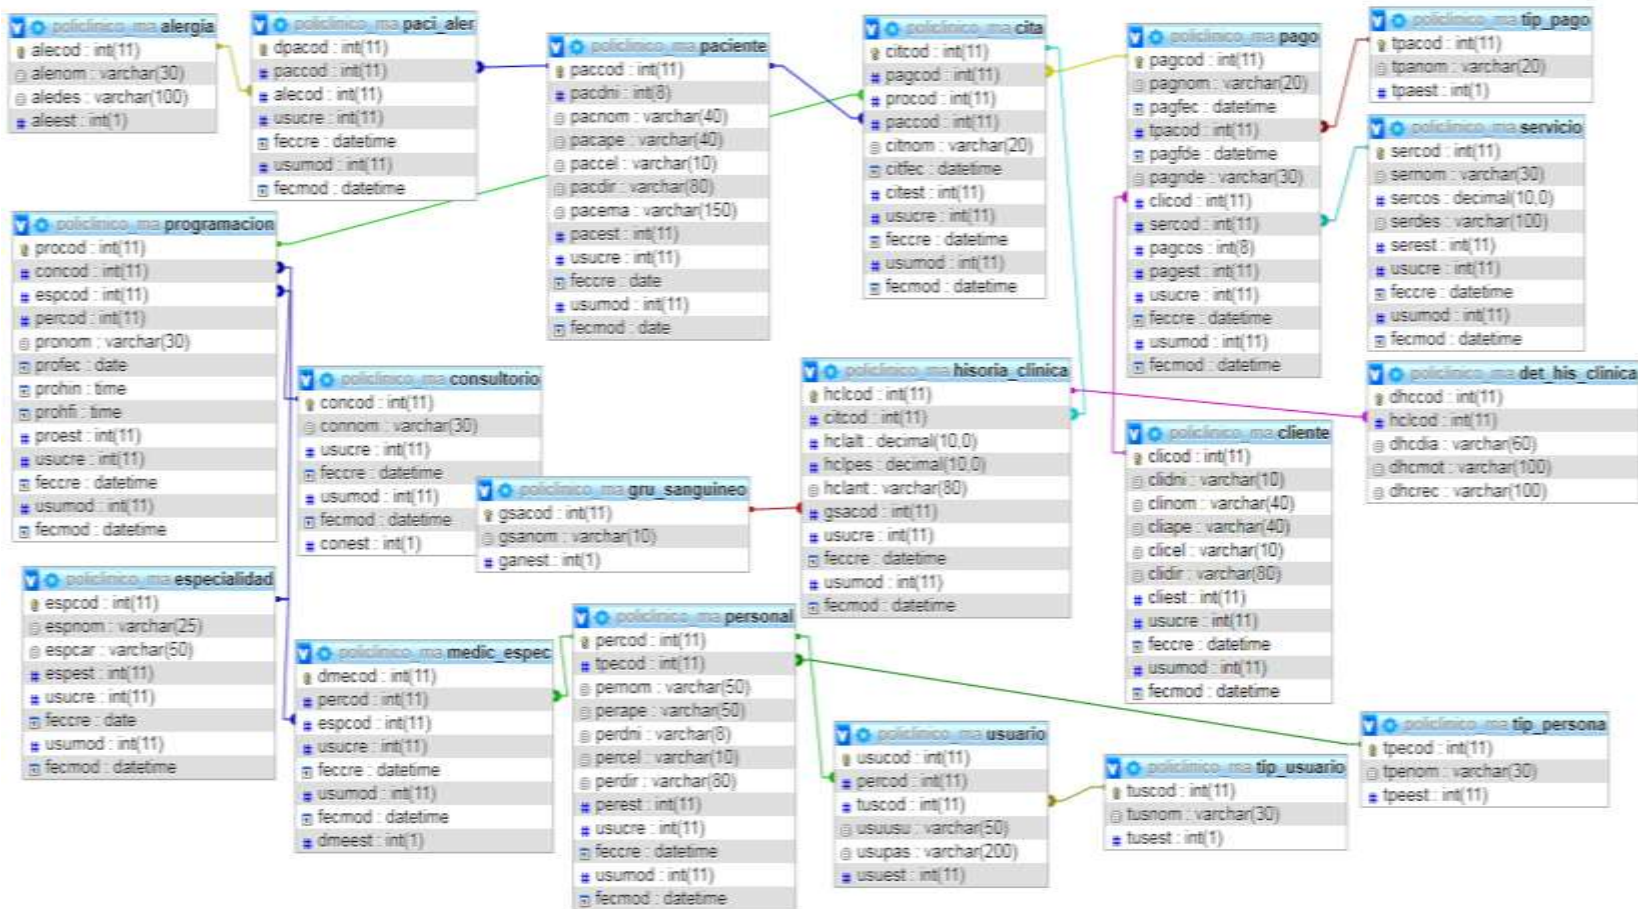 policlinico_ma alergia
alecod : int(11)
alenom : varchar(30)
aledes : varchar(100)
aleest : int(1)
policlinico_ma paci_aler
dpacod : int(11)
paccod : int(11)
alecod : int(11)
usucre : int(11)
feccre : datetime
usumod : int(11)
fecmod : datetime
policlinico_ma paciente
paccod : int(11)
pacdni : int(8)
pacnom : varchar(40)
pacape : varchar(40)
paccel : varchar(10)
pacdir : varchar(80)
pacema : varchar(150)
pacest : int(11)
usucre : int(11)
feccre : date
usumod : int(11)
fecmod : date
policlinico_ma cita
citcod : int(11)
pagcod : int(11)
procod : int(11)
paccod : int(11)
citnom : varchar(20)
citfec : datetime
citest : int(11)
usucre : int(11)
feccre : datetime
usumod : int(11)
fecmod : datetime
policlinico_ma pago
pagcod : int(11)
pagnom : varchar(20)
pagfec : datetime
tpacod : int(11)
pagfde : datetime
pagnde : varchar(30)
clicod : int(11)
sercod : int(11)
pagcos : int(8)
pagest : int(11)
usucre : int(11)
feccre : datetime
usumod : int(11)
fecmod : datetime
policlinico_ma tip_pago
tpacod : int(11)
tpanom : varchar(20)
tpaest : int(1)
policlinico_ma servicio
sercod : int(11)
sernom : varchar(30)
sercos : decimal(10,0)
serdes : varchar(100)
serest : int(11)
usucre : int(11)
feccre : datetime
usumod : int(11)
fecmod : datetime
policlinico_ma programacion
procod : int(11)
concod : int(11)
espcod : int(11)
percod : int(11)
pronom : varchar(30)
profec : date
prohin : time
prohfi : time
proest : int(11)
usucre : int(11)
feccre : datetime
usumod : int(11)
fecmod : datetime
policlinico_ma consultorio
concod : int(11)
connom : varchar(30)
usucre : int(11)
feccre : datetime
usumod : int(11)
fecmod : datetime
conest : int(1)
policlinico_ma gru_sanguineo
gsacod : int(11)
gsanom : varchar(10)
ganest : int(1)
policlinico_ma hisoria_clinica
hclcod : int(11)
citcod : int(11)
hclalt : decimal(10,0)
hclpes : decimal(10,0)
hclant : varchar(80)
gsacod : int(11)
usucre : int(11)
feccre : datetime
usumod : int(11)
fecmod : datetime
policlinico_ma det_his_clinica
dhccod : int(11)
hclcod : int(11)
dhcdia : varchar(60)
dhcmot : varchar(100)
dhcrec : varchar(100)
policlinico_ma cliente
clicod : int(11)
clidni : varchar(10)
clinom : varchar(40)
cliape : varchar(40)
clicel : varchar(10)
clidir : varchar(80)
cliest : int(11)
usucre : int(11)
feccre : datetime
usumod : int(11)
fecmod : datetime
policlinico_ma especialidad
espcod : int(11)
espnom : varchar(25)
espcar : varchar(50)
espest : int(11)
usucre : int(11)
feccre : date
usumod : int(11)
fecmod : datetime
policlinico_ma medic_espec
dmecod : int(11)
percod : int(11)
espcod : int(11)
usucre : int(11)
feccre : datetime
usumod : int(11)
fecmod : datetime
dmeest : int(1)
policlinico_ma personal
percod : int(11)
tpecod : int(11)
pernom : varchar(50)
perape : varchar(50)
perdni : varchar(8)
percel : varchar(10)
perdir : varchar(80)
perest : int(11)
usucre : int(11)
feccre : datetime
usumod : int(11)
fecmod : datetime
policlinico_ma usuario
usucod : int(11)
percod : int(11)
tuscod : int(11)
usuusu : varchar(50)
usupas : varchar(200)
usuest : int(11)
policlinico_ma tip_usuario
tuscod : int(11)
tusnom : varchar(30)
tusest : int(1)
policlinico_ma tip_persona
tpecod : int(11)
tpenom : varchar(30)
tpeest : int(11)